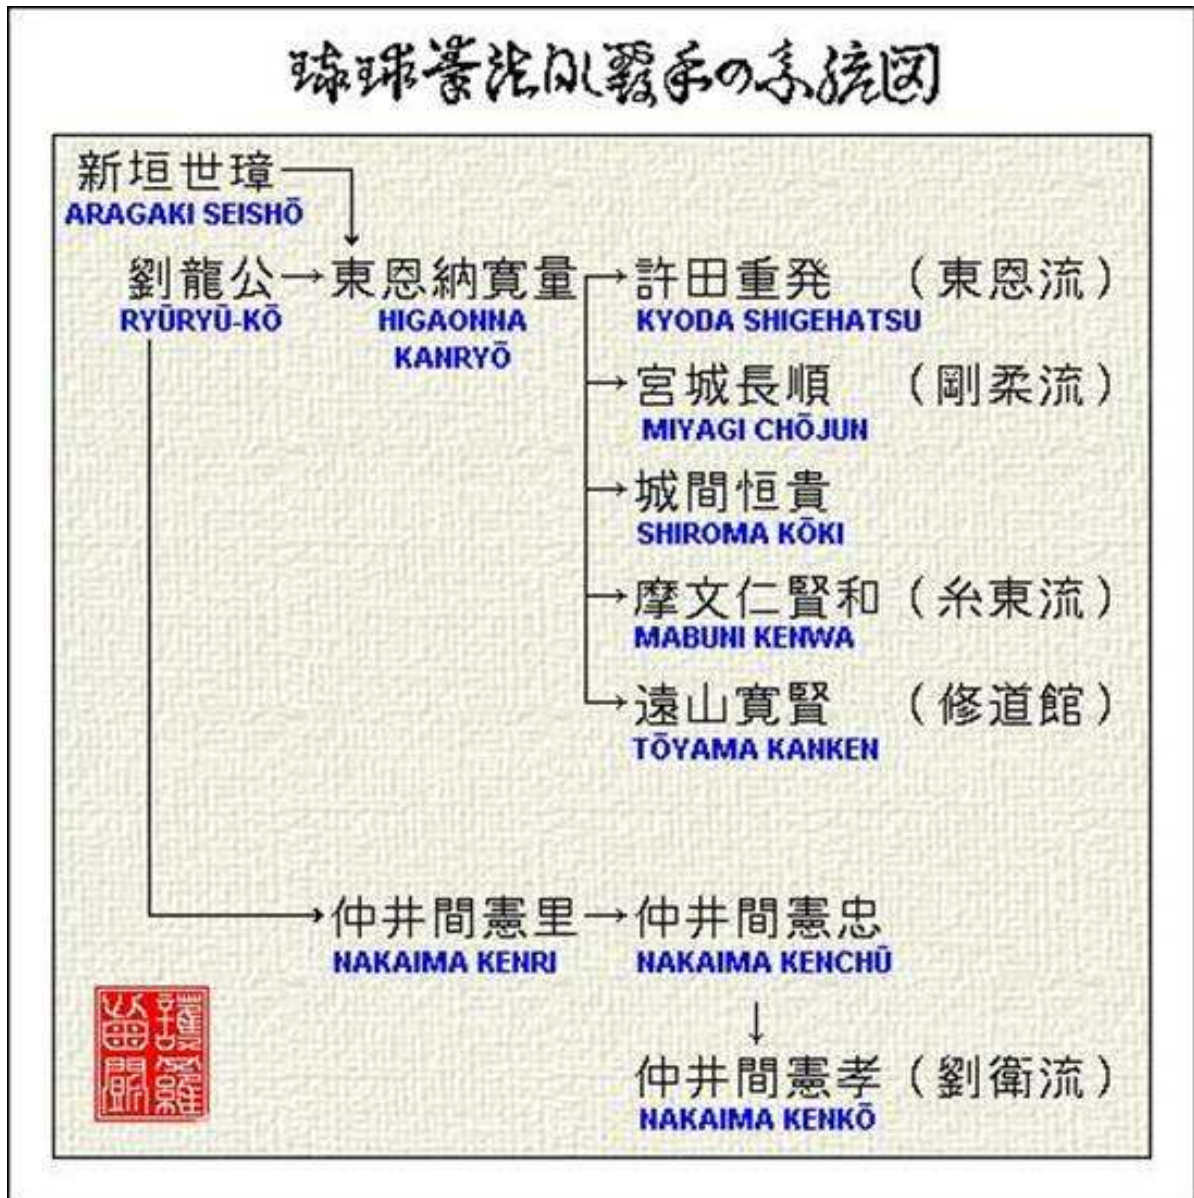 琉球拳法那覇手の系統図
新垣世璋
ARAGAKI SEISHŌ
劉龍公→東恩納寛量→許田重発 (東恩流)
RYŪRYŪ-KŌ HIGAONNA KANRYŌ KYODA SHIGEHATSU
宮城長順 (剛柔流)
MIYAGI CHŌJUN
城間恒貴
SHIROMA KŌKI
摩文仁賢和 (糸東流)
MABUNI KENWA
遠山寛賢 (修道館)
TŌYAMA KANKEN
仲井間憲里→仲井間憲忠
NAKAIMA KENRI NAKAIMA KENCHŪ
仲井間憲孝 (劉衛流)
NAKAIMA KENKŌ